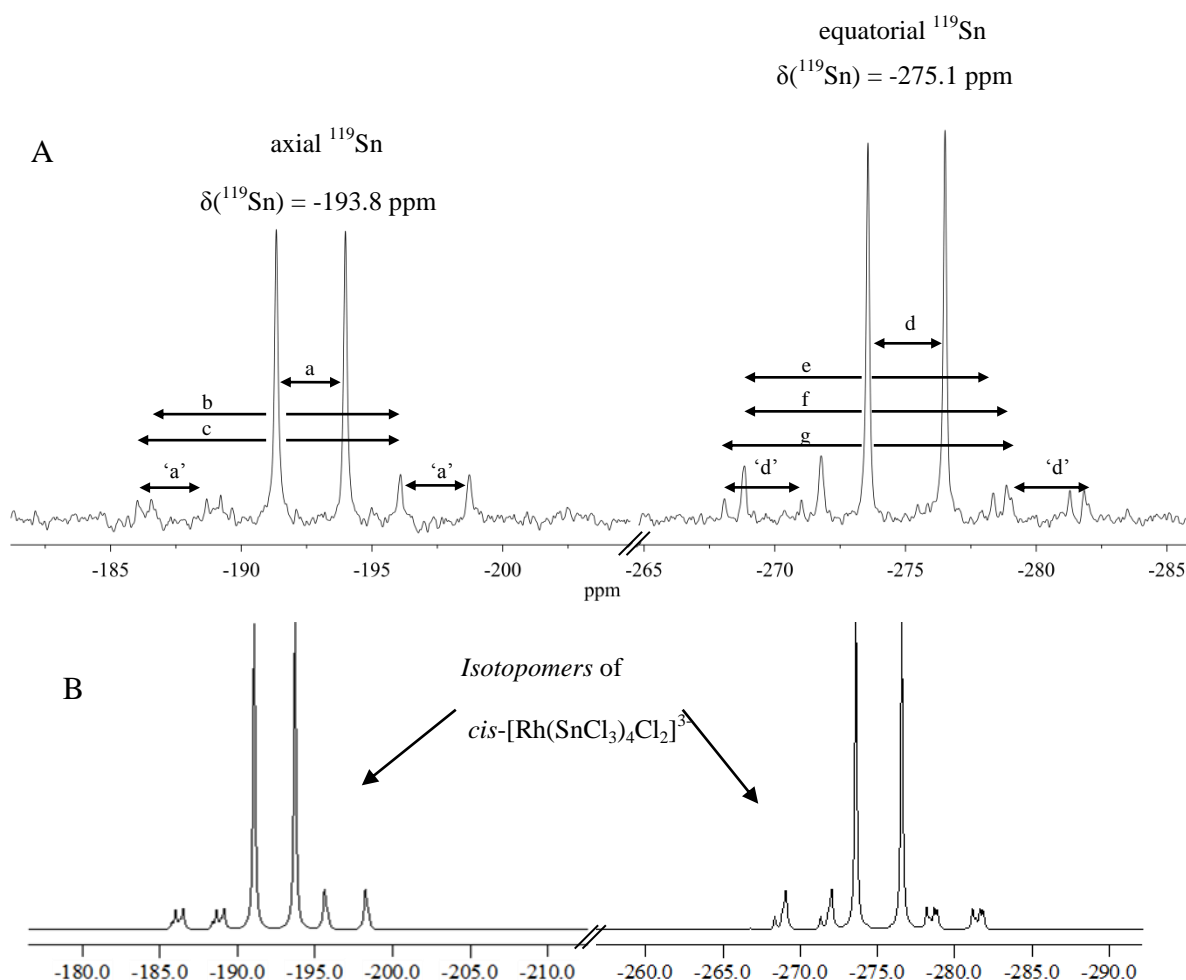 equatorial ¹¹⁹Sn
δ(¹¹⁹Sn) = -275.1 ppm
A
axial ¹¹⁹Sn
δ(¹¹⁹Sn) = -193.8 ppm
d
a
e
b
f
c
g
‘a’
‘a’
‘d’
‘d’
-185 -190 -195 -200 -265 -270 -275 -280 -285
ppm
B
Isotopomers of
cis-[Rh(SnCl₃)₄Cl₂]³⁻
-180.0 -185.0 -190.0 -195.0 -200.0 -205.0 -210.0 -260.0 -265.0 -270.0 -275.0 -280.0 -285.0 -290.0